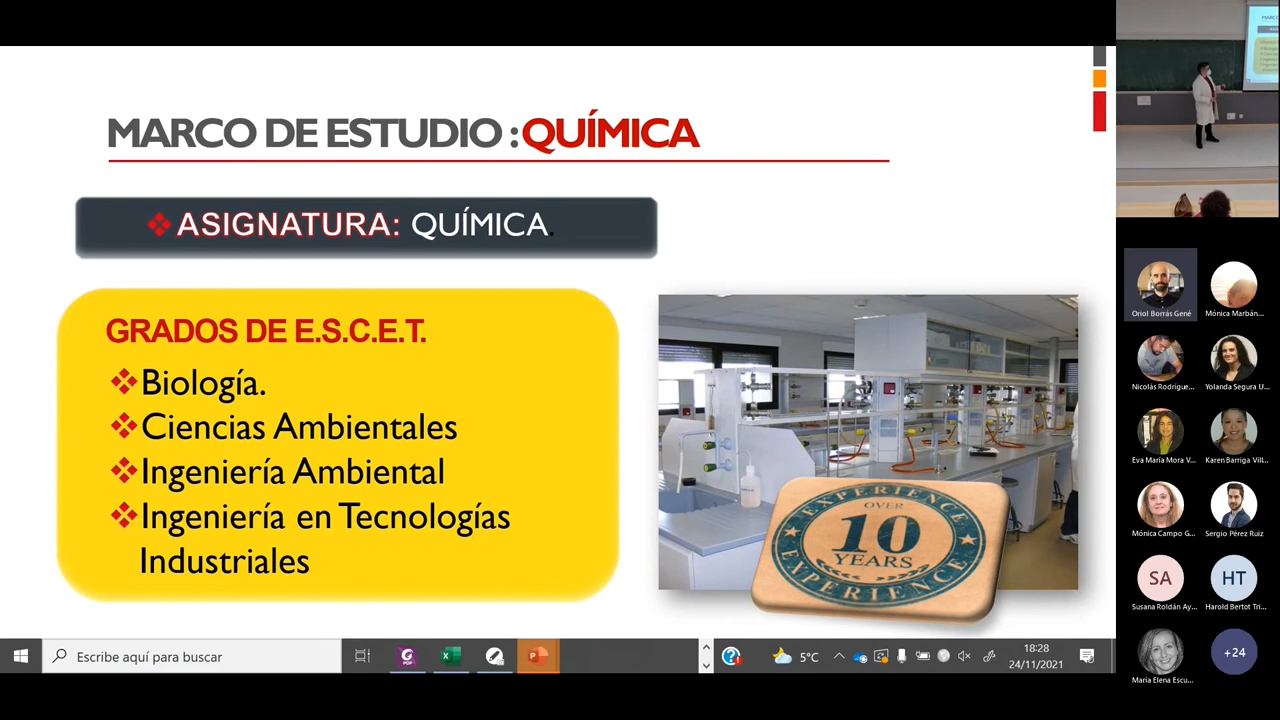 MARCO DE ESTUDIO : QUÍMICA
❖ ASIGNATURA: QUÍMICA.
GRADOS DE E.S.C.E.T.
❖Biología.
❖Ciencias Ambientales
❖Ingeniería Ambiental
❖Ingeniería en Tecnologías
Industriales
EXPERIENCE
OVER
10
YEARS
EXPERIENCE
Oriol Borrás Gené
Mónica Marbán...
Nicolás Rodrígue...
Yolanda Segura U...
Eva María Mora V...
Karen Barriga Vill...
Mónica Campo G...
Sergio Pérez Ruiz
SA
HT
Susana Roldán Ay...
Harold Bertot Tri...
+24
María Elena Escu...
Escribe aquí para buscar
5°C
18:28
24/11/2021